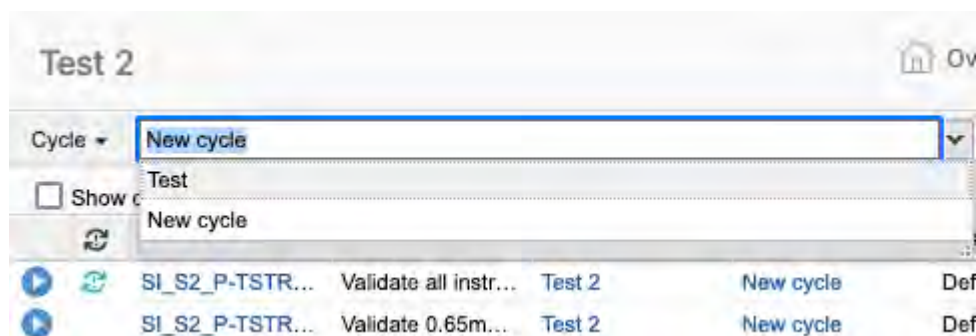 Test 2
Ov
Cycle
New cycle
Test
Show
New cycle
SI_S2_P-TSTR... Validate all instr... Test 2 New cycle Def
SI_S2_P-TSTR... Validate 0.65m... Test 2 New cycle Def